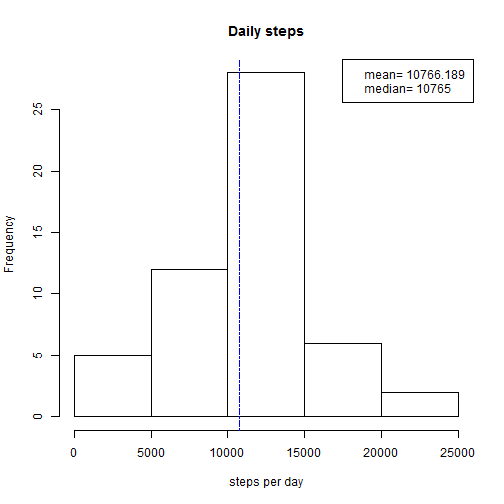 Daily steps
mean= 10766.189
median= 10765
Frequency
25
20
15
10
5
0
0 5000 10000 15000 20000 25000
steps per day